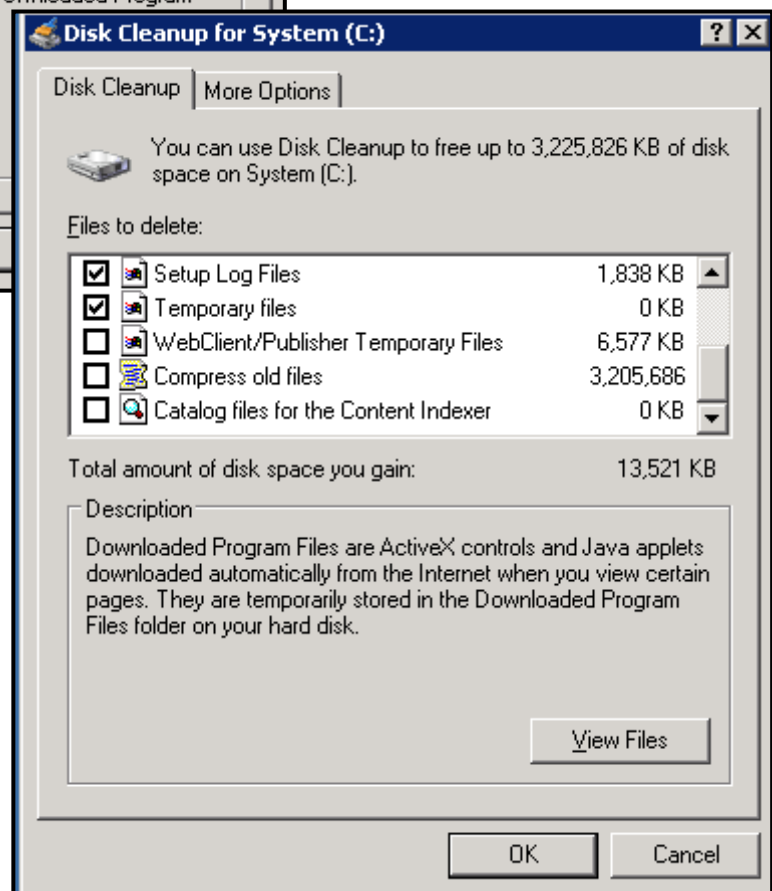 Program
Disk Cleanup for System (C:)
Disk Cleanup More Options
You can use Disk Cleanup to free up to 3,225,826 KB of disk
space on System (C:).
Files to delete:
Setup Log Files 1,838 KB
Temporary files 0 KB
WebClient/Publisher Temporary Files 6,577 KB
Compress old files 3,205,686
Catalog files for the Content Indexer 0 KB
Total amount of disk space you gain: 13,521 KB
Description
Downloaded Program Files are ActiveX controls and Java applets
downloaded automatically from the Internet when you view certain
pages. They are temporarily stored in the Downloaded Program
Files folder on your hard disk.
View Files
OK Cancel